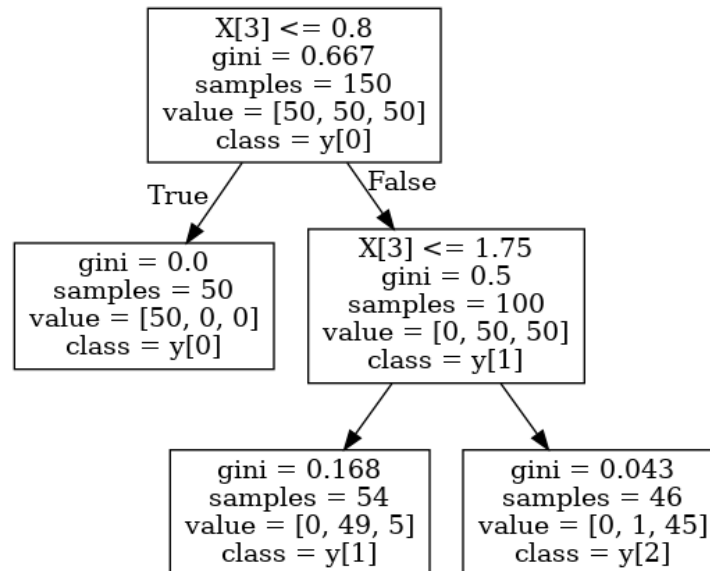 X[3] <= 0.8
gini = 0.667
samples = 150
value = [50, 50, 50]
class = y[0]
True
False
gini = 0.0
samples = 50
value = [50, 0, 0]
class = y[0]
X[3] <= 1.75
gini = 0.5
samples = 100
value = [0, 50, 50]
class = y[1]
gini = 0.168
samples = 54
value = [0, 49, 5]
class = y[1]
gini = 0.043
samples = 46
value = [0, 1, 45]
class = y[2]